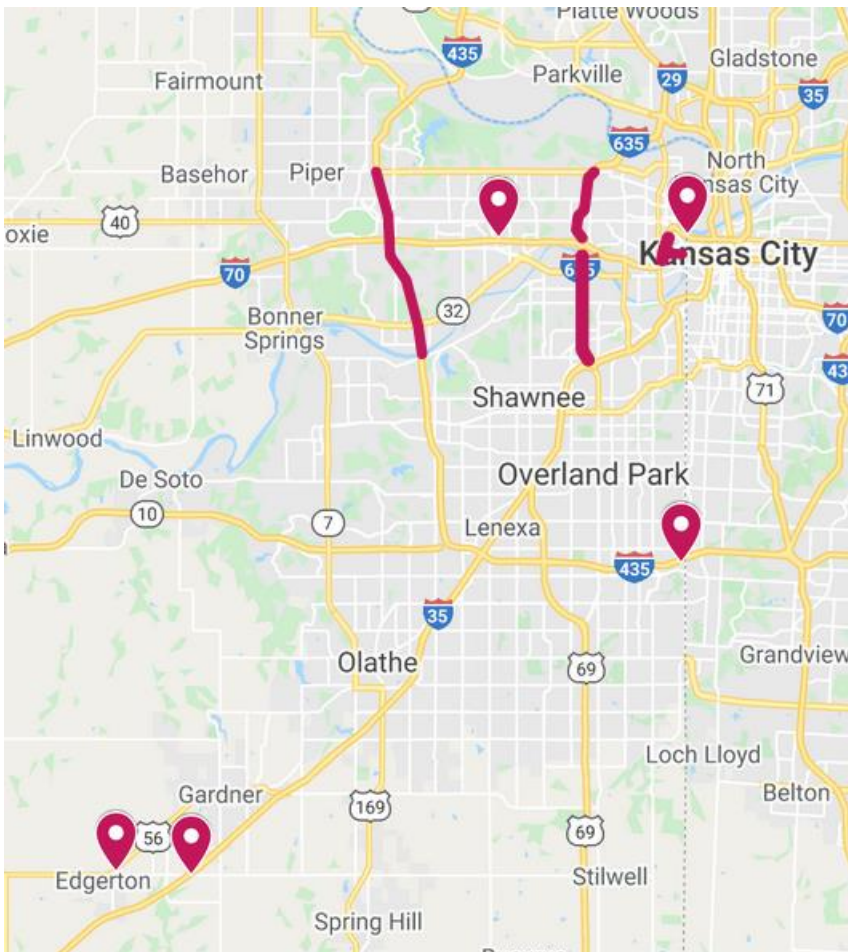 Platte Woods
435
Gladstone
Fairmount
Parkville
29
35
635
North
Kansas City
Basehor
Piper
40
Kansas City
70
32
Bonner
Springs
70
71
Shawnee
Linwood
Overland Park
De Soto
10
7
Lenexa
435
35
Olathe
69
Grandview
Loch Lloyd
Gardner
169
Belton
56
69
Edgerton
Stilwell
Spring Hill